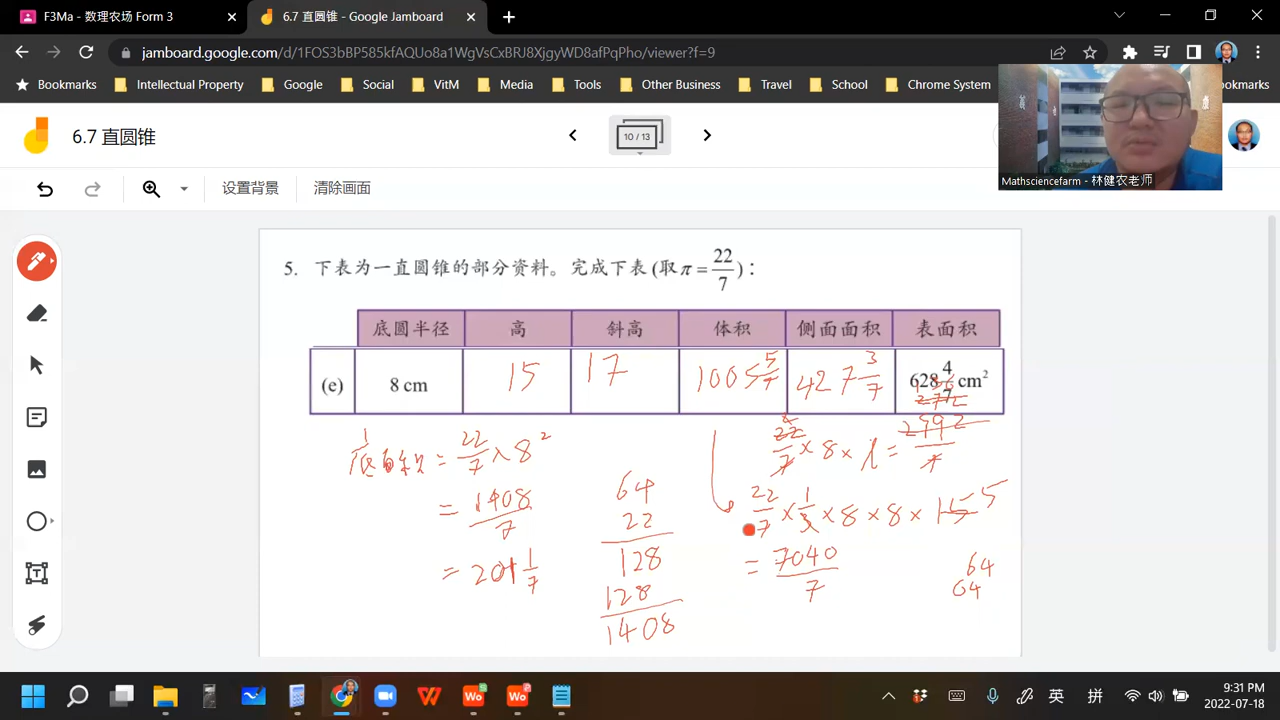 F3Ma - 数理农场 Form 3
6.7 直圆锥 - Google Jamboard
jamboard.google.com/d/1FOS3bBP585kfAQUo8a1WgVsCxBRJ8XjgyWD8afPqPho/viewer?f=9
Bookmarks Intellectual Property Google Social VitM Media Tools Other Business Travel School Chrome System
Bookmarks
6.7 直圆锥
10 / 13
Mathsciencefarm - 林健农老师
设置背景 清除画面
5. 下表为一直圆锥的部分资料。完成下表 (取 π = 22/7)：
底圆半径 高 斜高 体积 侧面面积 表面积
(e) 8 cm 15 17 1005 5/7 427 3/7 628 4/7 cm²
底面积 = 22/7 × 8²
= 1408/7
= 201 1/7
64
22
128
128
1408
22/7 × 8 × l = 2992/7
22/7 × 1/3 × 8 × 8 × 15 5
= 7040/7
64
64
英 拼
9:31 PM
2022-07-18